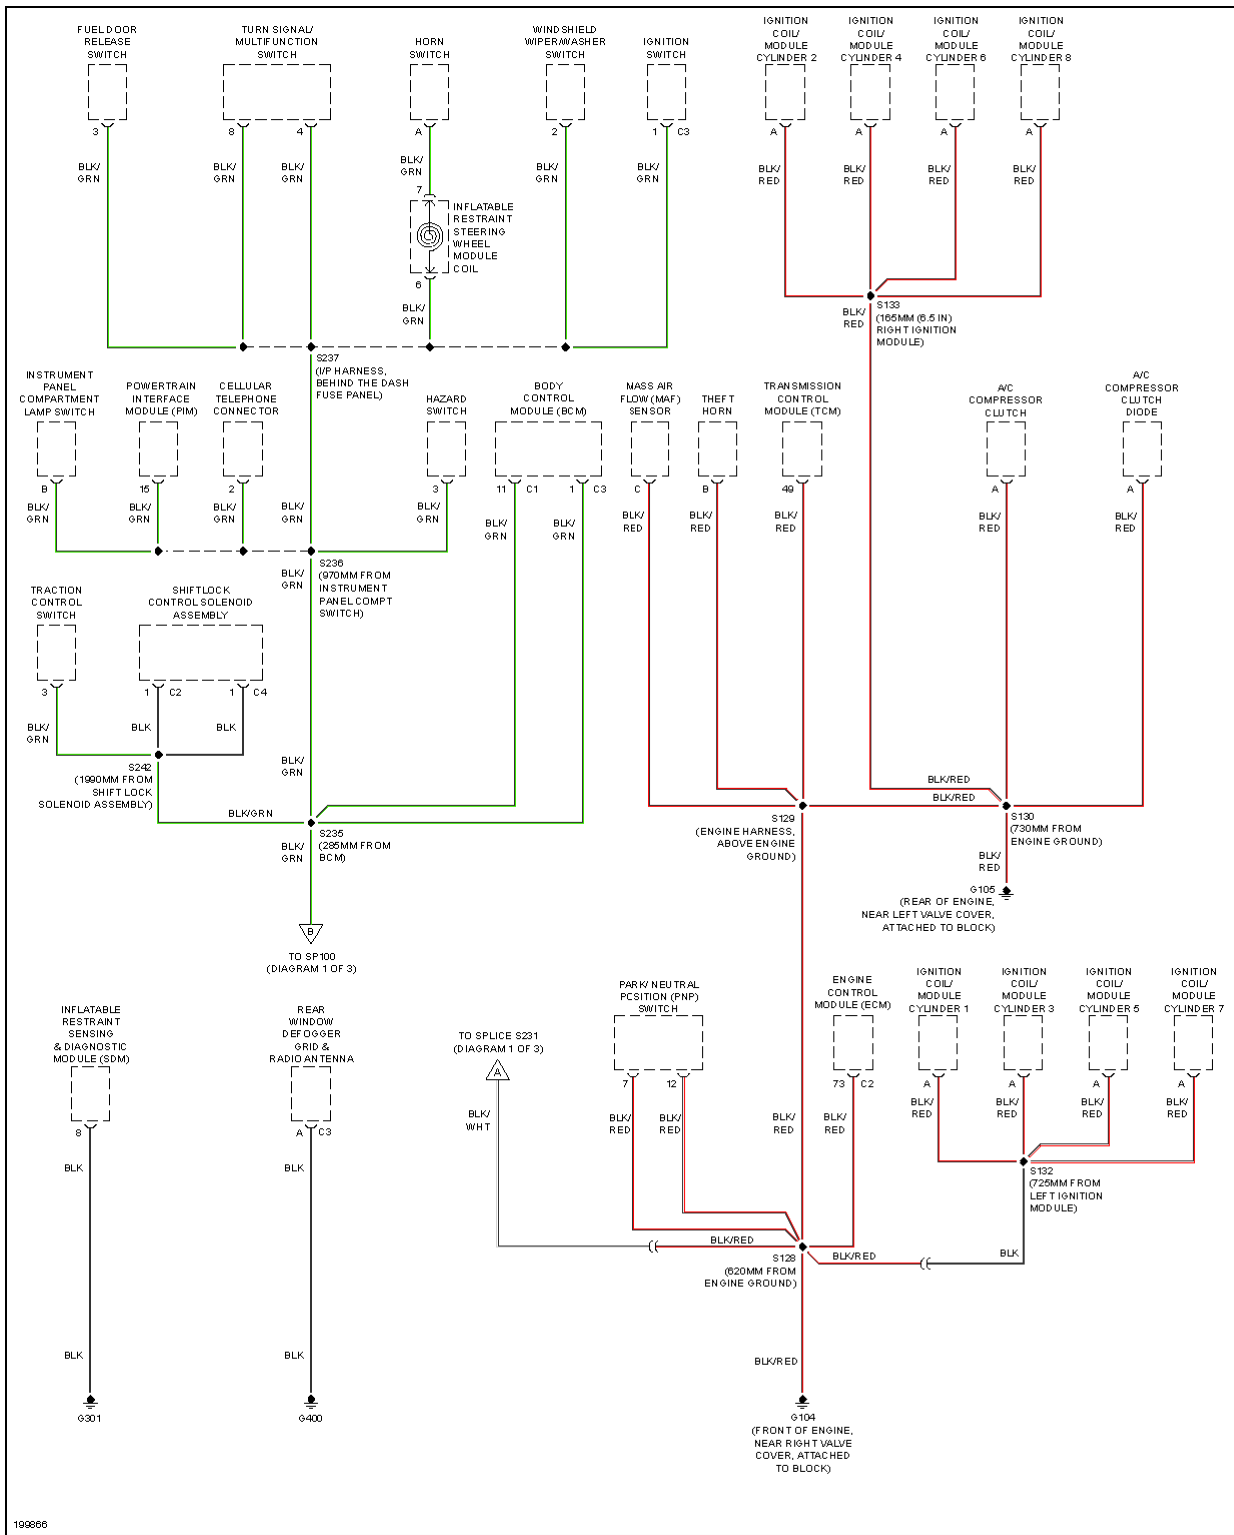 FUEL DOOR
RELEASE
SWITCH
TURN SIGNAL/
MULTIFUNCTION
SWITCH
HORN
SWITCH
WINDSHIELD
WIPER/WASHER
SWITCH
IGNITION
SWITCH
IGNITION
COIL/
MODULE
CYLINDER 2
IGNITION
COIL/
MODULE
CYLINDER 4
IGNITION
COIL/
MODULE
CYLINDER 6
IGNITION
COIL/
MODULE
CYLINDER 8
3
8
4
A
2
1 C3
A
A
A
A
BLK/
GRN
BLK/
GRN
BLK/
GRN
BLK/
GRN
BLK/
GRN
BLK/
GRN
BLK/
RED
BLK/
RED
BLK/
RED
BLK/
RED
7
INFLATABLE
RESTRAINT
STEERING
WHEEL
MODULE
COIL
6
BLK/
GRN
BLK/
RED
S133
(165MM (6.5 IN)
RIGHT IGNITION
MODULE)
S237
(I/P HARNESS,
BEHIND THE DASH
FUSE PANEL)
INSTRUMENT
PANEL
COMPARTMENT
LAMP SWITCH
POWERTRAIN
INTERFACE
MODULE (PIM)
CELLULAR
TELEPHONE
CONNECTOR
HAZARD
SWITCH
BODY
CONTROL
MODULE (BCM)
MASS AIR
FLOW (MAF)
SENSOR
THEFT
HORN
TRANSMISSION
CONTROL
MODULE (TCM)
A/C
COMPRESSOR
CLUTCH
A/C
COMPRESSOR
CLUTCH
DIODE
B
15
2
3
11 C1
1 C3
C
B
49
A
A
BLK/
GRN
BLK/
GRN
BLK/
GRN
BLK/
GRN
BLK/
GRN
BLK/
GRN
BLK/
GRN
BLK/
RED
BLK/
RED
BLK/
RED
BLK/
RED
BLK/
RED
S236
(970MM FROM
INSTRUMENT
PANEL COMPT
SWITCH)
BLK/
GRN
TRACTION
CONTROL
SWITCH
SHIFTLOCK
CONTROL SOLENOID
ASSEMBLY
3
1 C2
1 C4
BLK/
GRN
BLK
BLK
BLK/
GRN
S242
(1990MM FROM
SHIFT LOCK
SOLENOID ASSEMBLY)
BLK/GRN
S235
(285MM FROM
BCM)
BLK/
GRN
BLK/RED
BLK/RED
S129
(ENGINE HARNESS,
ABOVE ENGINE
GROUND)
S130
(730MM FROM
ENGINE GROUND)
BLK/
RED
G105
(REAR OF ENGINE,
NEAR LEFT VALVE COVER,
ATTACHED TO BLOCK)
B
TO SP100
(DIAGRAM 1 OF 3)
INFLATABLE
RESTRAINT
SENSING
& DIAGNOSTIC
MODULE (SDM)
REAR
WINDOW
DEFOGGER
GRID &
RADIO ANTENNA
TO SPLICE S231
(DIAGRAM 1 OF 3)
A
PARK/ NEUTRAL
POSITION (PNP)
SWITCH
ENGINE
CONTROL
MODULE (ECM)
IGNITION
COIL/
MODULE
CYLINDER 1
IGNITION
COIL/
MODULE
CYLINDER 3
IGNITION
COIL/
MODULE
CYLINDER 5
IGNITION
COIL/
MODULE
CYLINDER 7
8
A C3
7
12
73 C2
A
A
A
A
BLK
BLK
BLK/
WHT
BLK/
RED
BLK/
RED
BLK/
RED
BLK/
RED
BLK/
RED
BLK/
RED
BLK/
RED
BLK/
RED
S132
(725MM FROM
LEFT IGNITION
MODULE)
BLK/RED
BLK/RED
BLK
S128
(620MM FROM
ENGINE GROUND)
BLK
BLK
BLK/RED
G301
G400
G104
(FRONT OF ENGINE,
NEAR RIGHT VALVE
COVER, ATTACHED
TO BLOCK)
199866